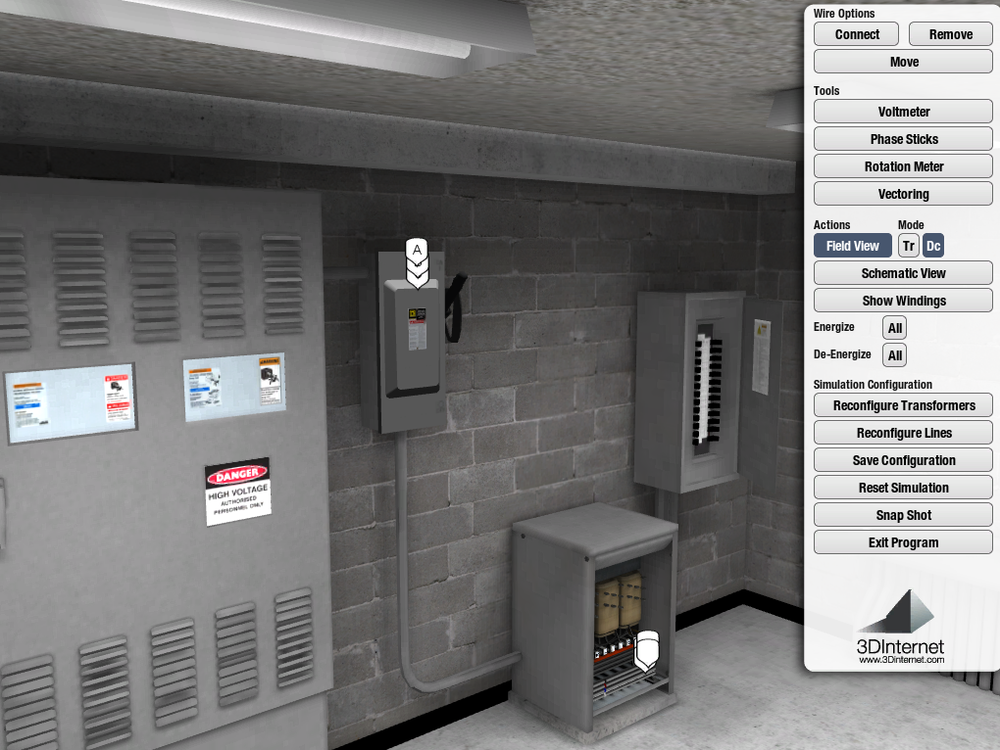 Wire Options
Connect
Remove
Move
Tools
Voltmeter
Phase Sticks
Rotation Meter
Vectoring
Actions
Mode
Field View
Tr
Dc
Schematic View
Show Windings
Energize
All
De-Energize
All
Simulation Configuration
Reconfigure Transformers
Reconfigure Lines
Save Configuration
Reset Simulation
Snap Shot
Exit Program
3DInternet
www.3Dinternet.com
A
DANGER
HIGH VOLTAGE
AUTHORISED
PERSONNEL ONLY